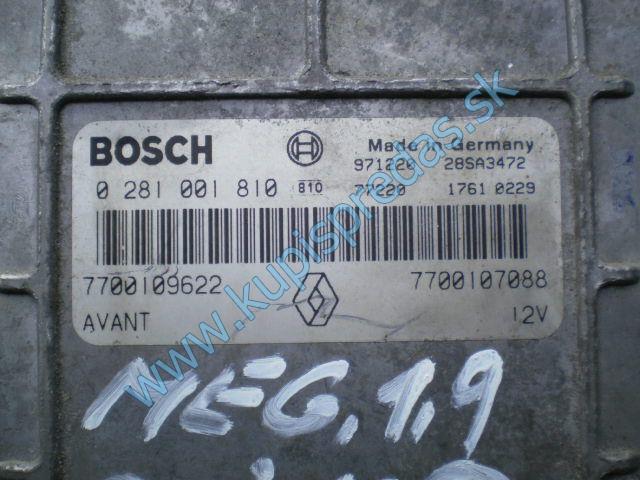 BOSCH Made in Germany
971220 28SA3472
0 281 001 810 810 77220 1761 0229
7700109622 7700107088
AVANT 12V
www.kupispredas.sk
MEG. 1,9